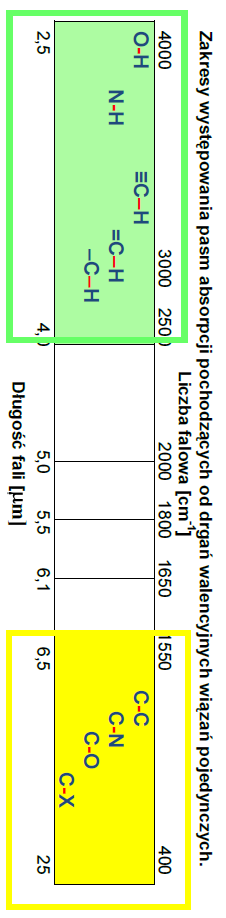 Zakresy występowania pasm absorpcji pochodzących od drgań walencyjnych wiązań pojedynczych.
Liczba falowa [cm⁻¹]
4000 3000 2500 2000 1800 1650 1550 400
O-H ≡C–H C-C
N-H =C–H C-N
–C–H C-O
C-X
2,5 4,0 5,0 5,5 6,1 6,5 25
Długość fali [µm]